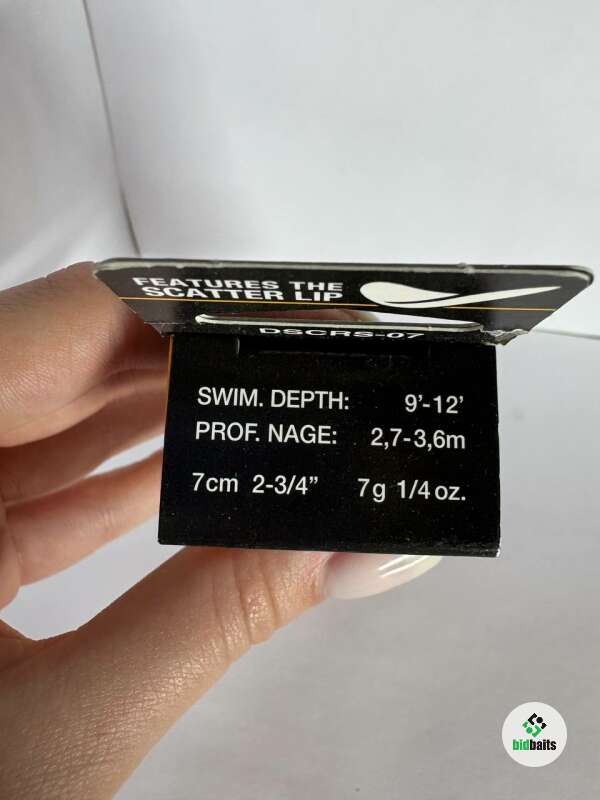 FEATURES THE
SCATTER LIP
DSCRS-07
SWIM. DEPTH: 9'-12'
PROF. NAGE: 2,7-3,6m
7cm 2-3/4" 7g 1/4 oz.
bidbaits